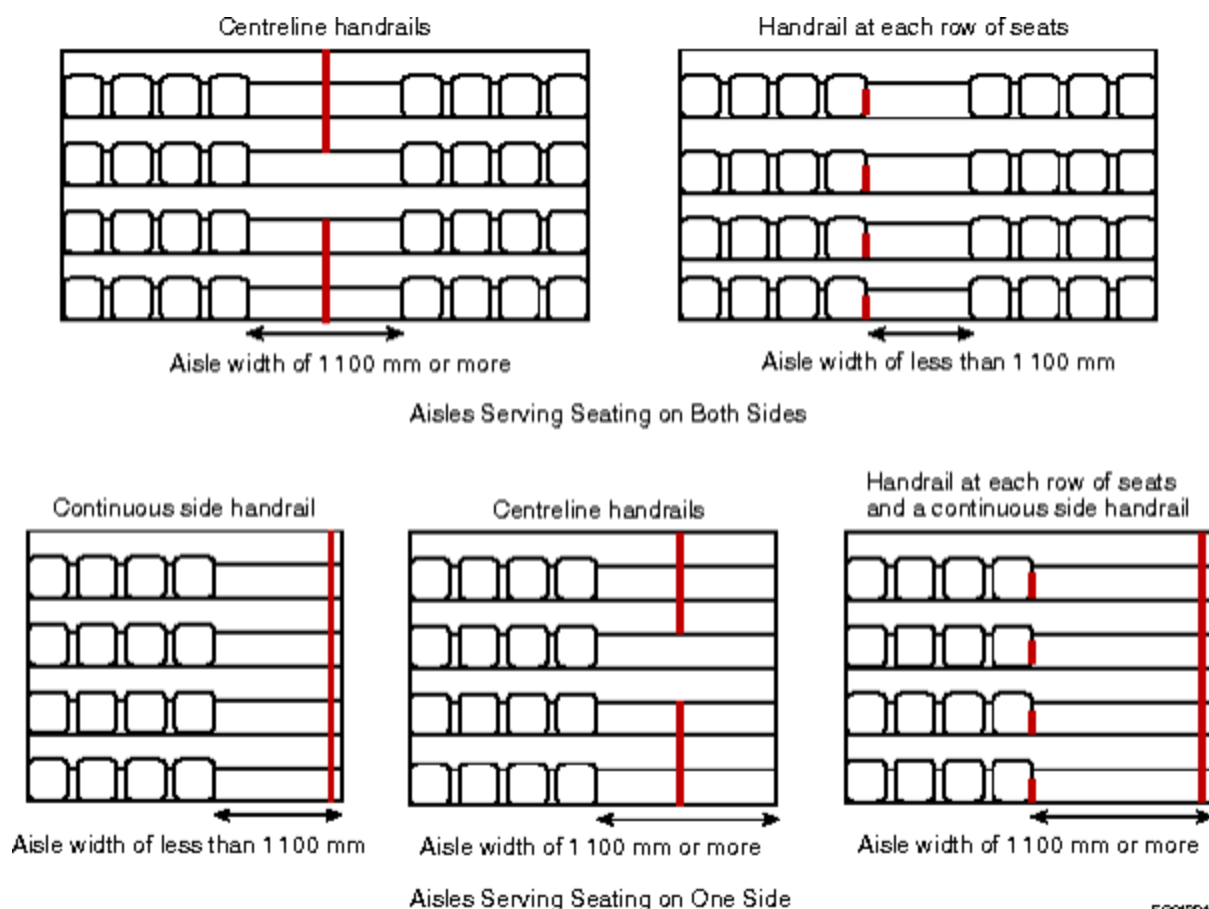 Centreline handrails
Handrail at each row of seats
Aisle width of 1 100 mm or more
Aisle width of less than 1 100 mm
Aisles Serving Seating on Both Sides
Continuous side handrail
Centreline handrails
Handrail at each row of seats
and a continuous side handrail
Aisle width of less than 1 100 mm
Aisle width of 1 100 mm or more
Aisle width of 1 100 mm or more
Aisles Serving Seating on One Side